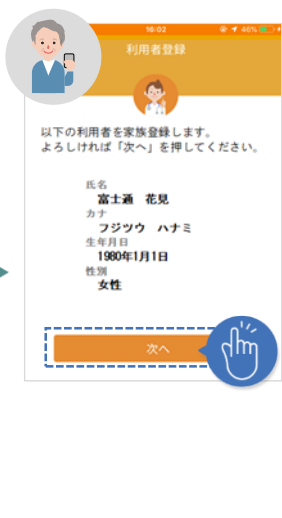 16:02 46%
利用者登録
以下の利用者を家族登録します。
よろしければ「次へ」を押してください。
氏名
富士通 花見
カナ
フジツウ ハナミ
生年月日
1980年1月1日
性別
女性
次へ